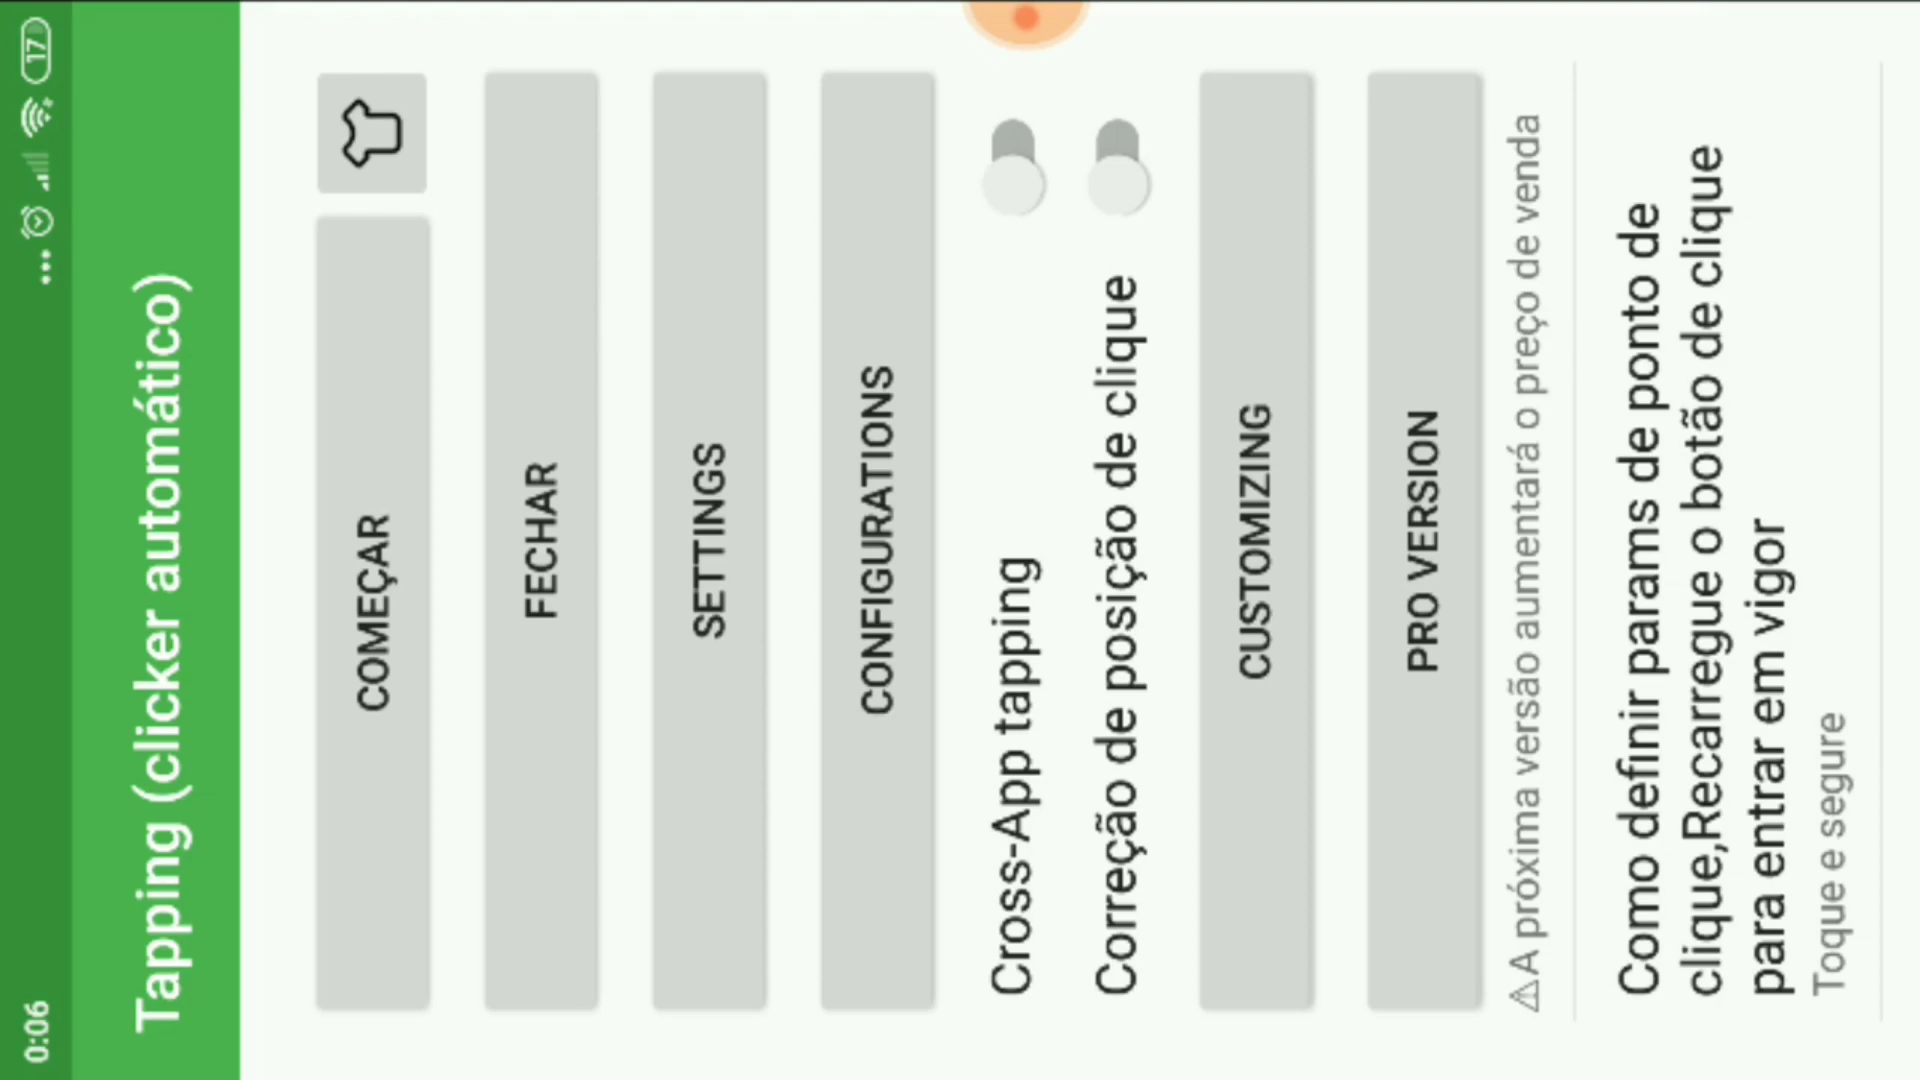 0:06
17
Tapping (clicker automático)
COMEÇAR
FECHAR
SETTINGS
CONFIGURATIONS
Cross-App tapping
Correção de posição de clique
CUSTOMIZING
PRO VERSION
⚠A próxima versão aumentará o preço de venda
Como definir params de ponto de
clique,Recarregue o botão de clique
para entrar em vigor
Toque e segure